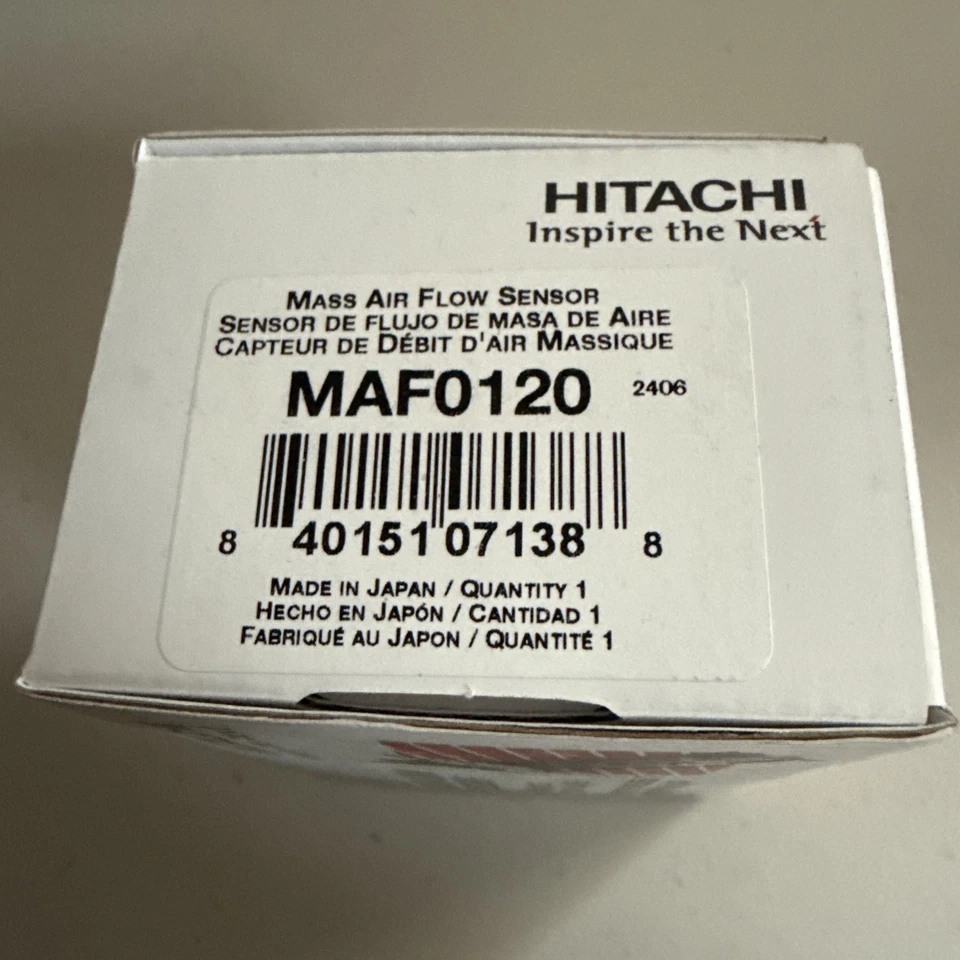 HITACHI
Inspire the Next
MASS AIR FLOW SENSOR
SENSOR DE FLUJO DE MASA DE AIRE
CAPTEUR DE DÉBIT D'AIR MASSIQUE
MAF0120 2406
8 40151 07138 8
MADE IN JAPAN / QUANTITY 1
HECHO EN JAPÓN / CANTIDAD 1
FABRIQUÉ AU JAPON / QUANTITÉ 1